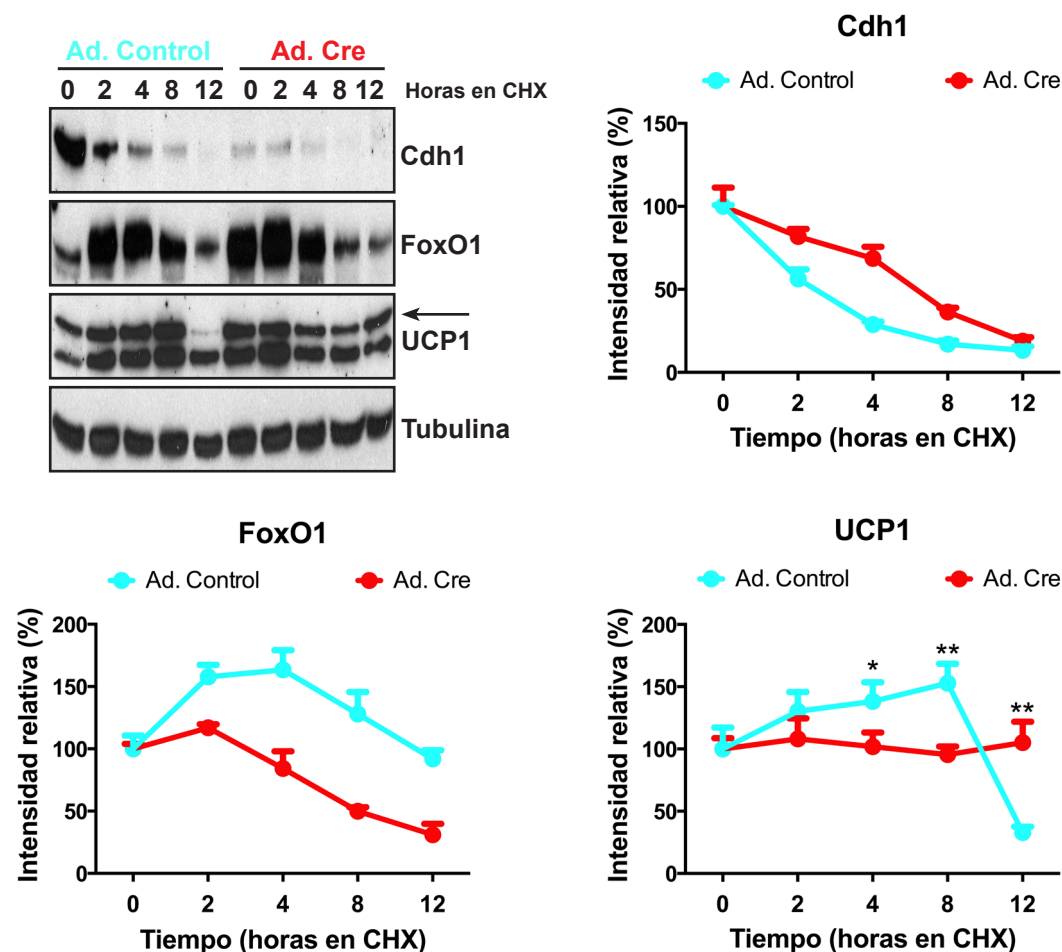 Ad. Control Ad. Cre
0 2 4 8 12 0 2 4 8 12 Horas en CHX
Cdh1
FoxO1
UCP1
Tubulina
Cdh1
Ad. Control Ad. Cre
Intensidad relativa (%)
150
100
50
0
0 2 4 8 12
Tiempo (horas en CHX)
FoxO1
Ad. Control Ad. Cre
Intensidad relativa (%)
200
150
100
50
0
0 2 4 8 12
Tiempo (horas en CHX)
UCP1
Ad. Control Ad. Cre
Intensidad relativa (%)
200
150
100
50
0
* ** **
0 2 4 8 12
Tiempo (horas en CHX)